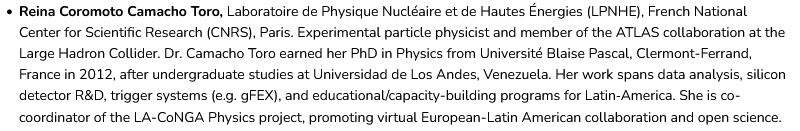 • Reina Coromoto Camacho Toro, Laboratoire de Physique Nucléaire et de Hautes Énergies (LPNHE), French National
Center for Scientific Research (CNRS), Paris. Experimental particle physicist and member of the ATLAS collaboration at the
Large Hadron Collider. Dr. Camacho Toro earned her PhD in Physics from Université Blaise Pascal, Clermont-Ferrand,
France in 2012, after undergraduate studies at Universidad de Los Andes, Venezuela. Her work spans data analysis, silicon
detector R&D, trigger systems (e.g. gFEX), and educational/capacity-building programs for Latin-America. She is co-
coordinator of the LA-CoNGA Physics project, promoting virtual European-Latin American collaboration and open science.